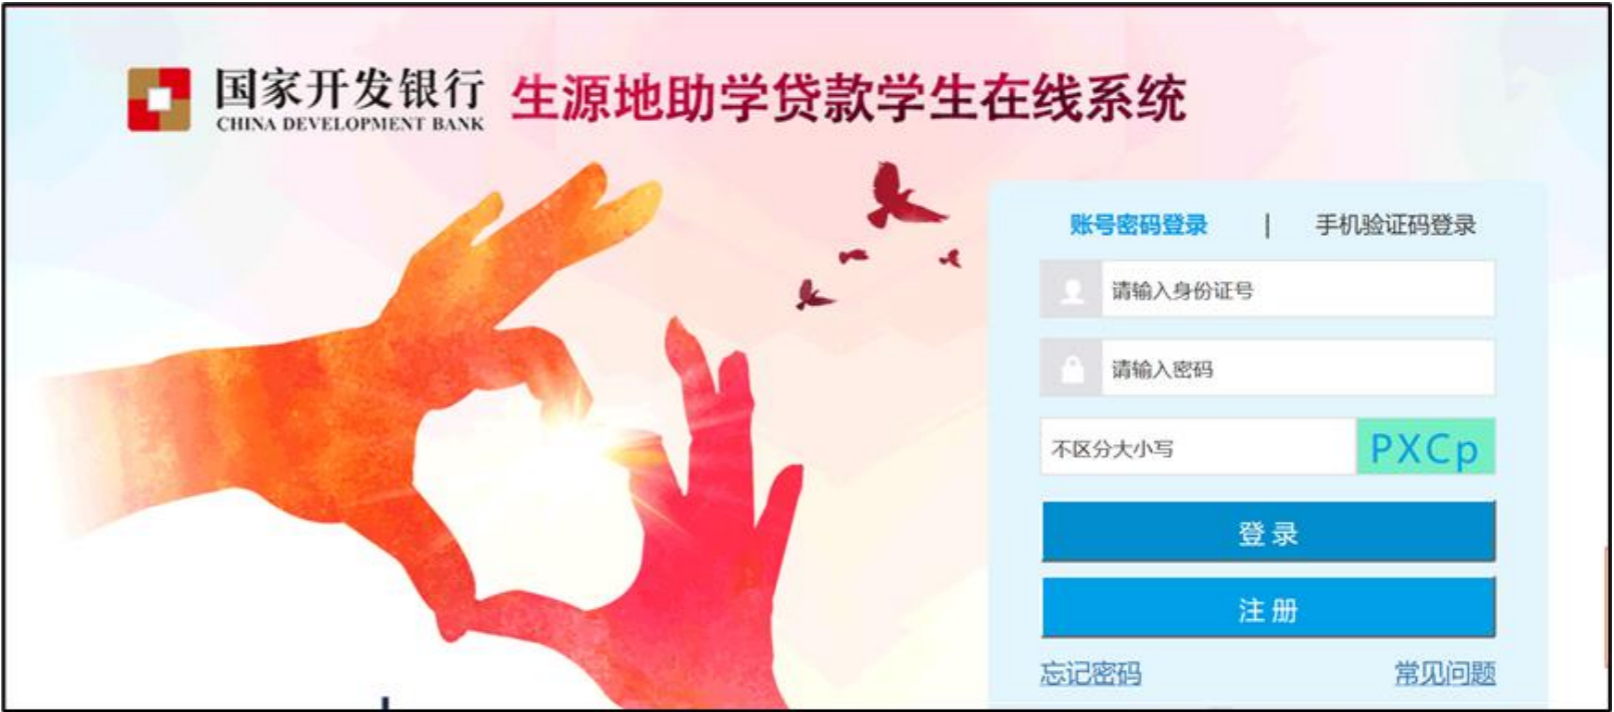 国家开发银行 生源地助学贷款学生在线系统
CHINA DEVELOPMENT BANK
账号密码登录 | 手机验证码登录
请输入身份证号
请输入密码
不区分大小写 PXCp
登录
注册
忘记密码 常见问题